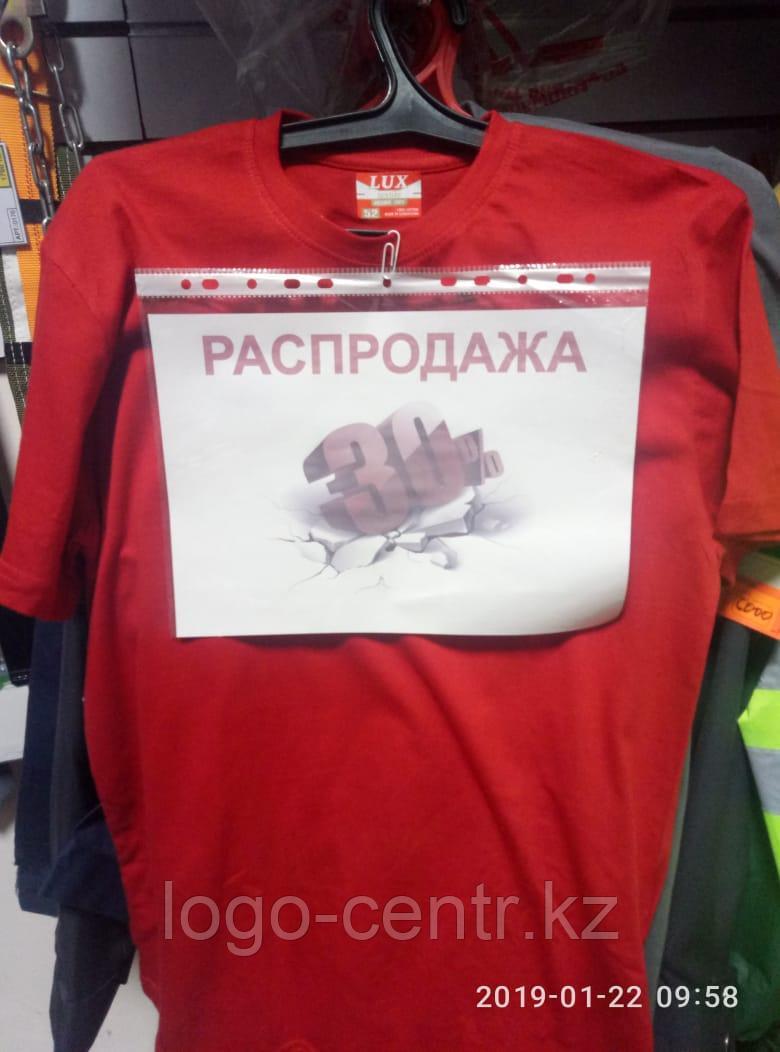 LUX
52
РАСПРОДАЖА
30%
logo-centr.kz
2019-01-22 09:58